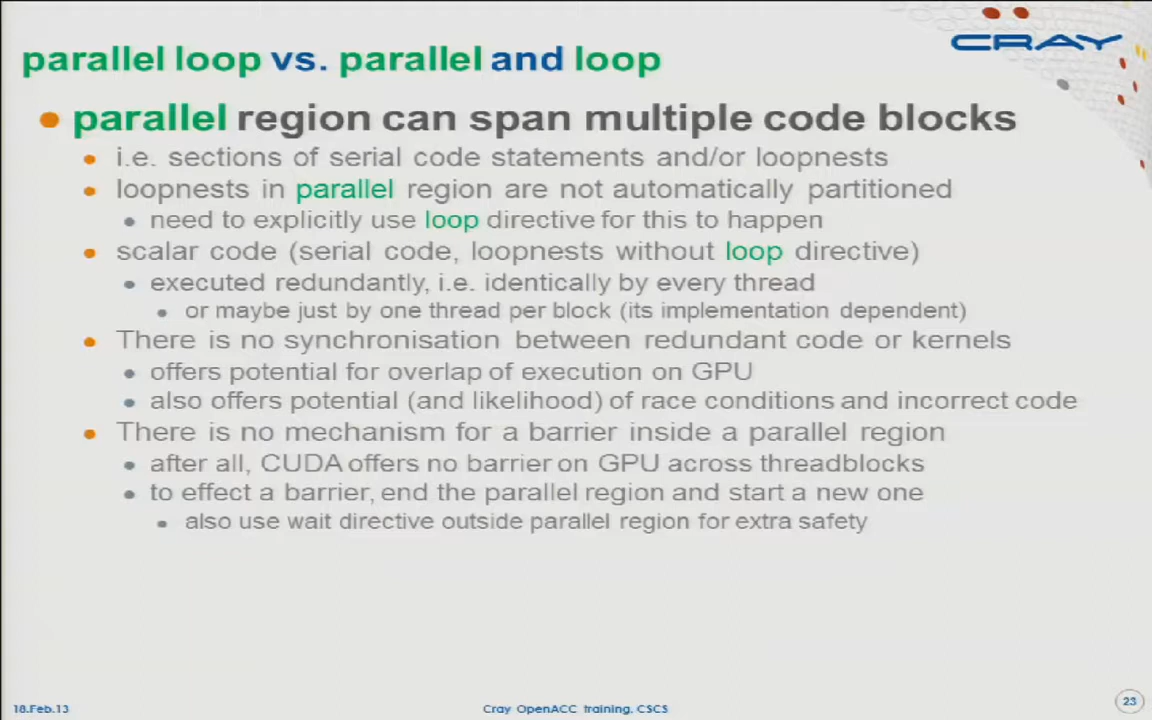 CRAY
parallel loop vs. parallel and loop
parallel region can span multiple code blocks
i.e. sections of serial code statements and/or loopnests
loopnests in parallel region are not automatically partitioned
need to explicitly use loop directive for this to happen
scalar code (serial code, loopnests without loop directive)
executed redundantly, i.e. identically by every thread
or maybe just by one thread per block (its implementation dependent)
There is no synchronisation between redundant code or kernels
offers potential for overlap of execution on GPU
also offers potential (and likelihood) of race conditions and incorrect code
There is no mechanism for a barrier inside a parallel region
after all, CUDA offers no barrier on GPU across threadblocks
to effect a barrier, end the parallel region and start a new one
also use wait directive outside parallel region for extra safety
18.Feb.13
Cray OpenACC training, CSCS
23